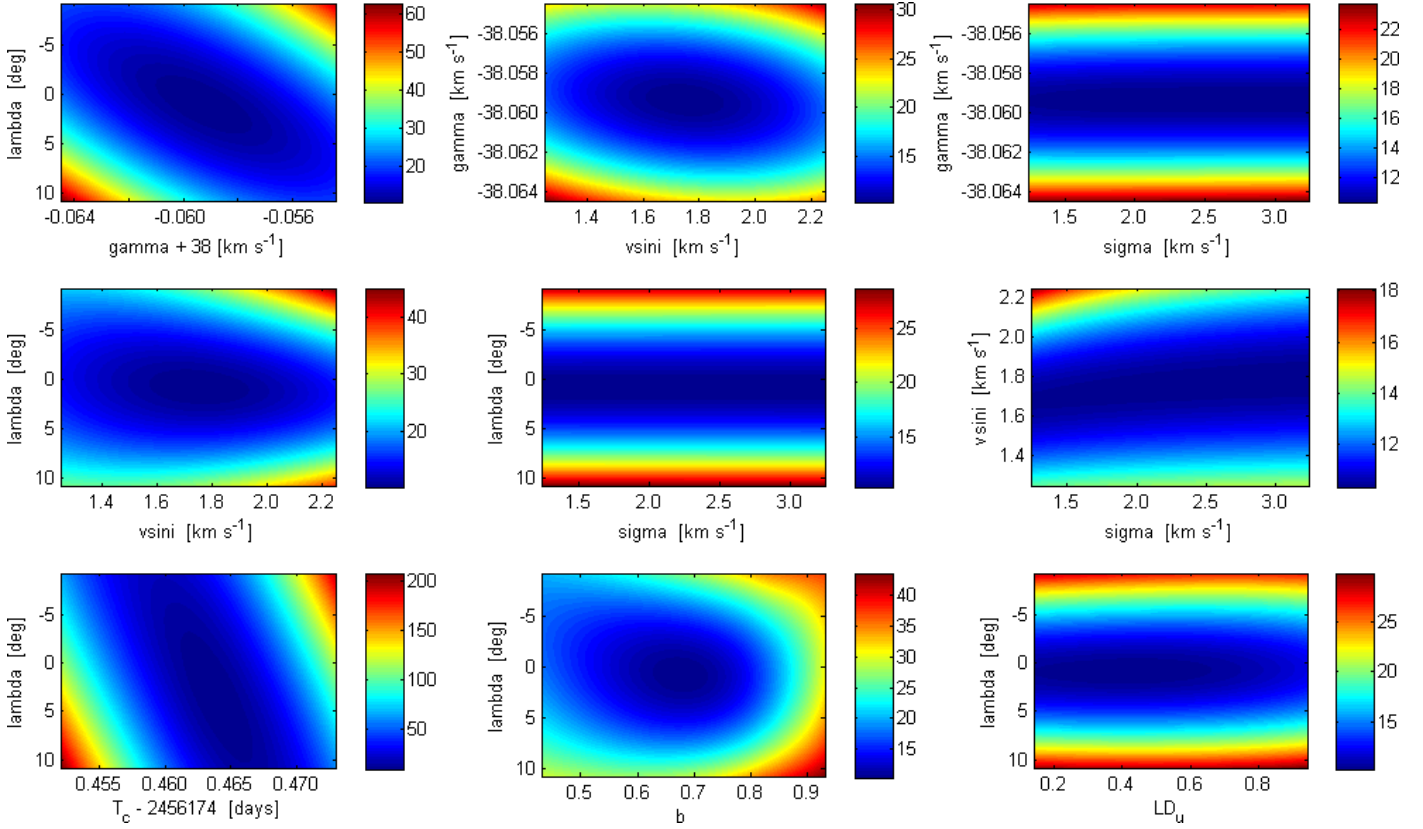 -5
0
5
10
lambda [deg]
-0.064 -0.060 -0.056
gamma + 38 [km s⁻¹]
60
50
40
30
20
-38.056
-38.058
-38.060
-38.062
-38.064
gamma [km s⁻¹]
1.4 1.6 1.8 2.0 2.2
vsini [km s⁻¹]
30
25
20
15
-38.056
-38.058
-38.060
-38.062
-38.064
gamma [km s⁻¹]
1.5 2.0 2.5 3.0
sigma [km s⁻¹]
22
20
18
16
14
12
-5
0
5
10
lambda [deg]
1.4 1.6 1.8 2.0 2.2
vsini [km s⁻¹]
40
30
20
-5
0
5
10
lambda [deg]
1.5 2.0 2.5 3.0
sigma [km s⁻¹]
25
20
15
2.2
2.0
1.8
1.6
1.4
vsini [km s⁻¹]
1.5 2.0 2.5 3.0
sigma [km s⁻¹]
18
16
14
12
-5
0
5
10
lambda [deg]
0.455 0.460 0.465 0.470
T_c - 2456174 [days]
200
150
100
50
-5
0
5
10
lambda [deg]
0.5 0.6 0.7 0.8 0.9
b
40
35
30
25
20
15
-5
0
5
10
lambda [deg]
0.2 0.4 0.6 0.8
LD_u
25
20
15